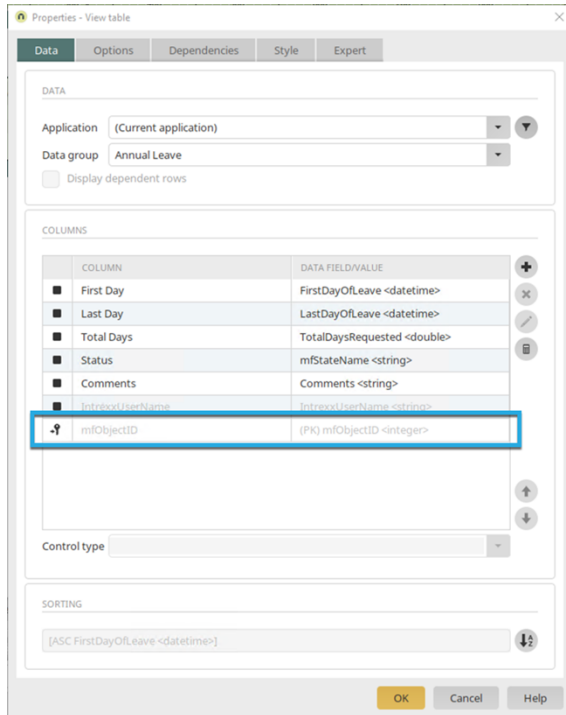 Properties - View table
Data Options Dependencies Style Expert
DATA
Application (Current application)
Data group Annual Leave
Display dependent rows
COLUMNS
COLUMN DATA FIELD/VALUE
First Day FirstDayOfLeave <datetime>
Last Day LastDayOfLeave <datetime>
Total Days TotalDaysRequested <double>
Status mfStateName <string>
Comments Comments <string>
IntrexxUserName IntrexxUserName <string>
mfObjectID (PK) mfObjectID <integer>
Control type
SORTING
[ASC FirstDayOfLeave <datetime>]
OK Cancel Help